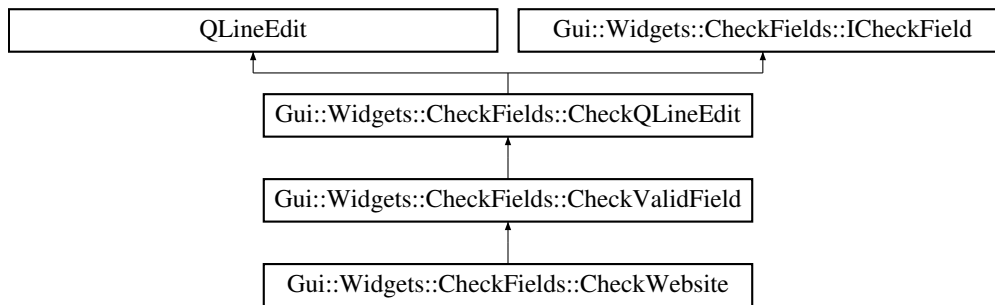 QLineEdit
Gui::Widgets::CheckFields::ICheckField
Gui::Widgets::CheckFields::CheckQLineEdit
Gui::Widgets::CheckFields::CheckValidField
Gui::Widgets::CheckFields::CheckWebsite